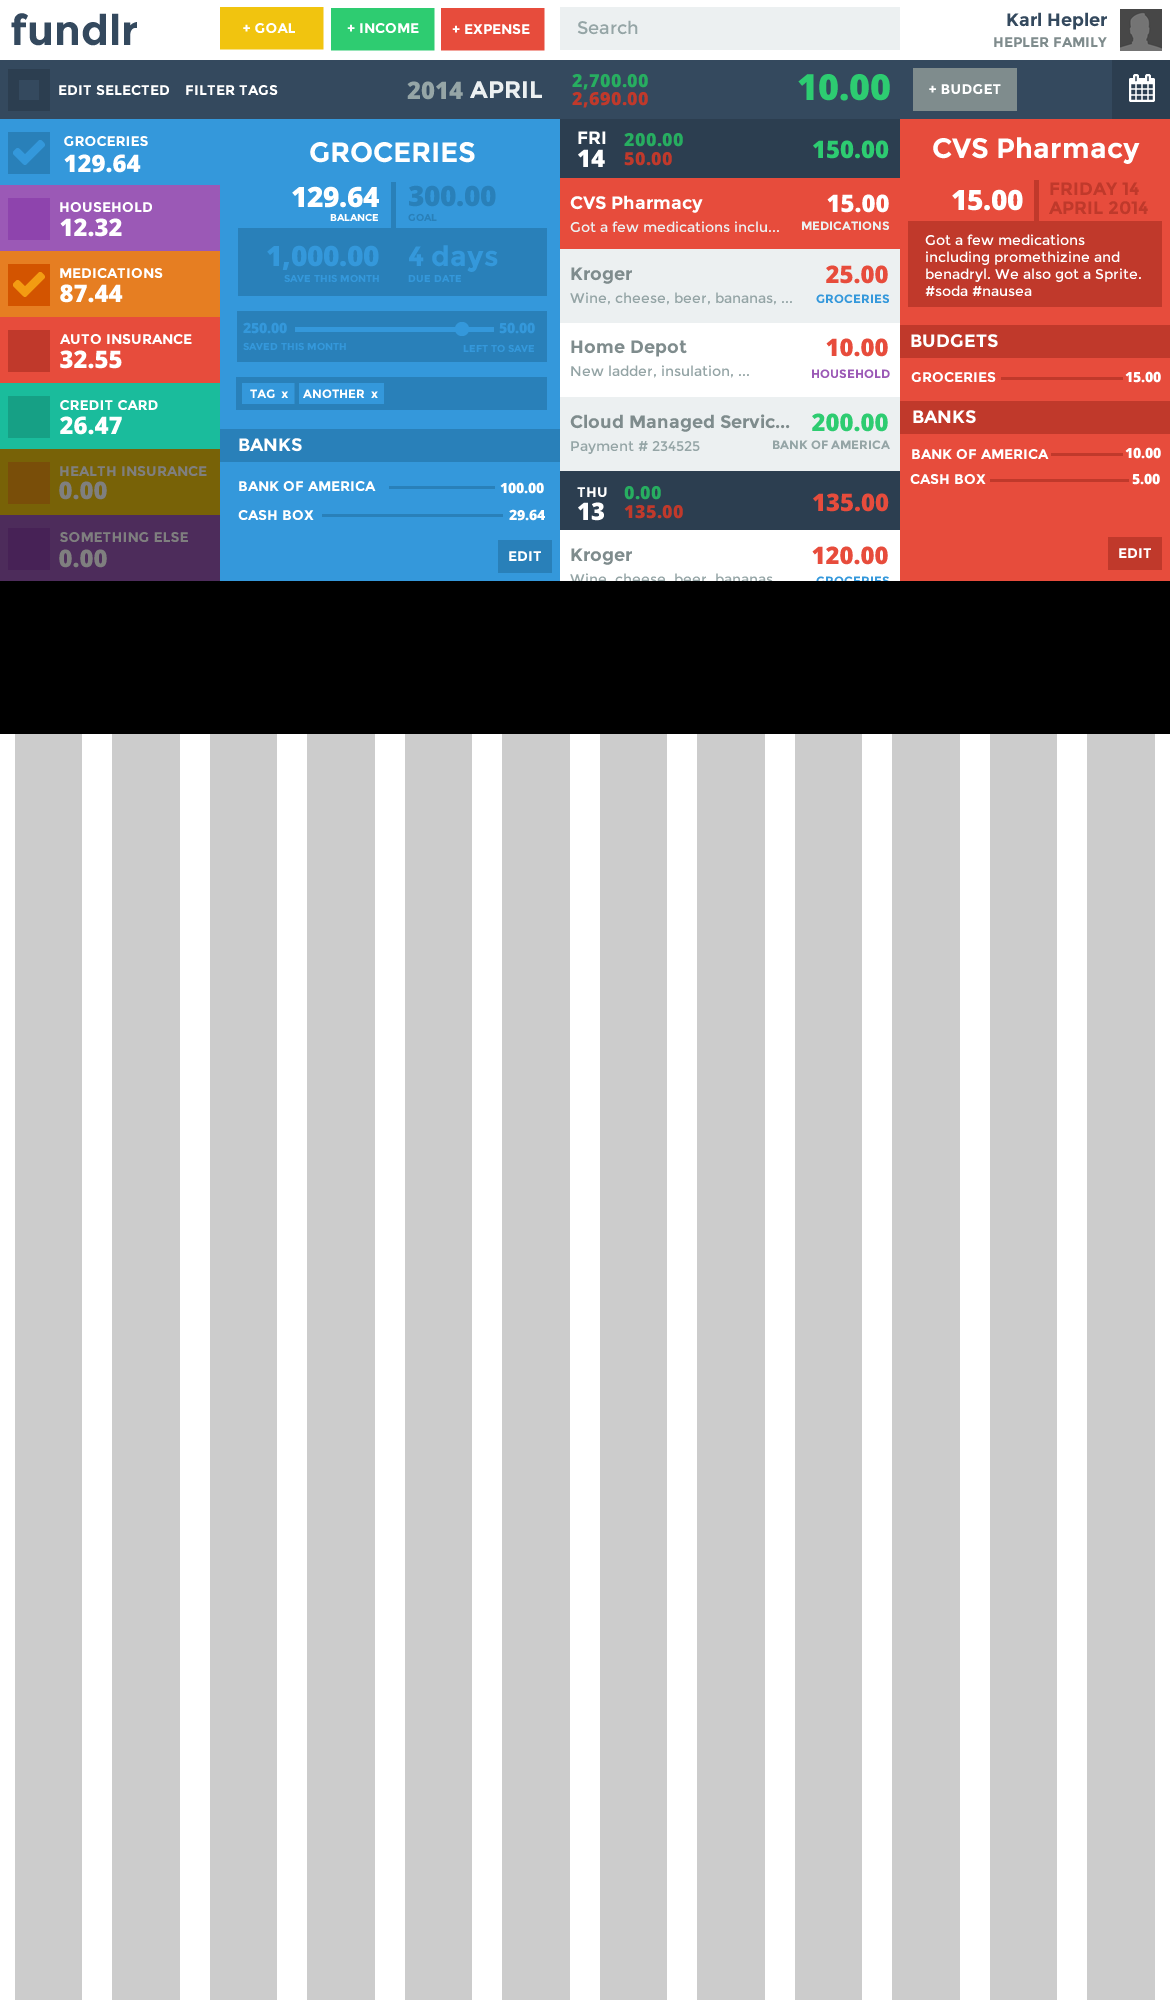 fundlr
+ GOAL
+ INCOME
+ EXPENSE
Search
Karl Hepler
HEPLER FAMILY
EDIT SELECTED
FILTER TAGS
2014 APRIL
2,700.00
2,690.00
10.00
+ BUDGET
GROCERIES
129.64
HOUSEHOLD
12.32
MEDICATIONS
87.44
AUTO INSURANCE
32.55
CREDIT CARD
26.47
HEALTH INSURANCE
0.00
SOMETHING ELSE
0.00
GROCERIES
129.64
BALANCE
300.00
GOAL
1,000.00
SAVE THIS MONTH
4 days
DUE DATE
250.00
SAVED THIS MONTH
50.00
LEFT TO SAVE
TAG x
ANOTHER x
BANKS
BANK OF AMERICA 100.00
CASH BOX 29.64
EDIT
FRI
14
200.00
50.00
150.00
CVS Pharmacy 15.00
Got a few medications inclu... MEDICATIONS
Kroger 25.00
Wine, cheese, beer, bananas, ... GROCERIES
Home Depot 10.00
New ladder, insulation, ... HOUSEHOLD
Cloud Managed Servic... 200.00
Payment # 234525 BANK OF AMERICA
THU
13
0.00
135.00
135.00
Kroger 120.00
Wine, cheese, beer, bananas GROCERIES
CVS Pharmacy
15.00
FRIDAY 14
APRIL 2014
Got a few medications
including promethizine and
benadryl. We also got a Sprite.
#soda #nausea
BUDGETS
GROCERIES 15.00
BANKS
BANK OF AMERICA 10.00
CASH BOX 5.00
EDIT